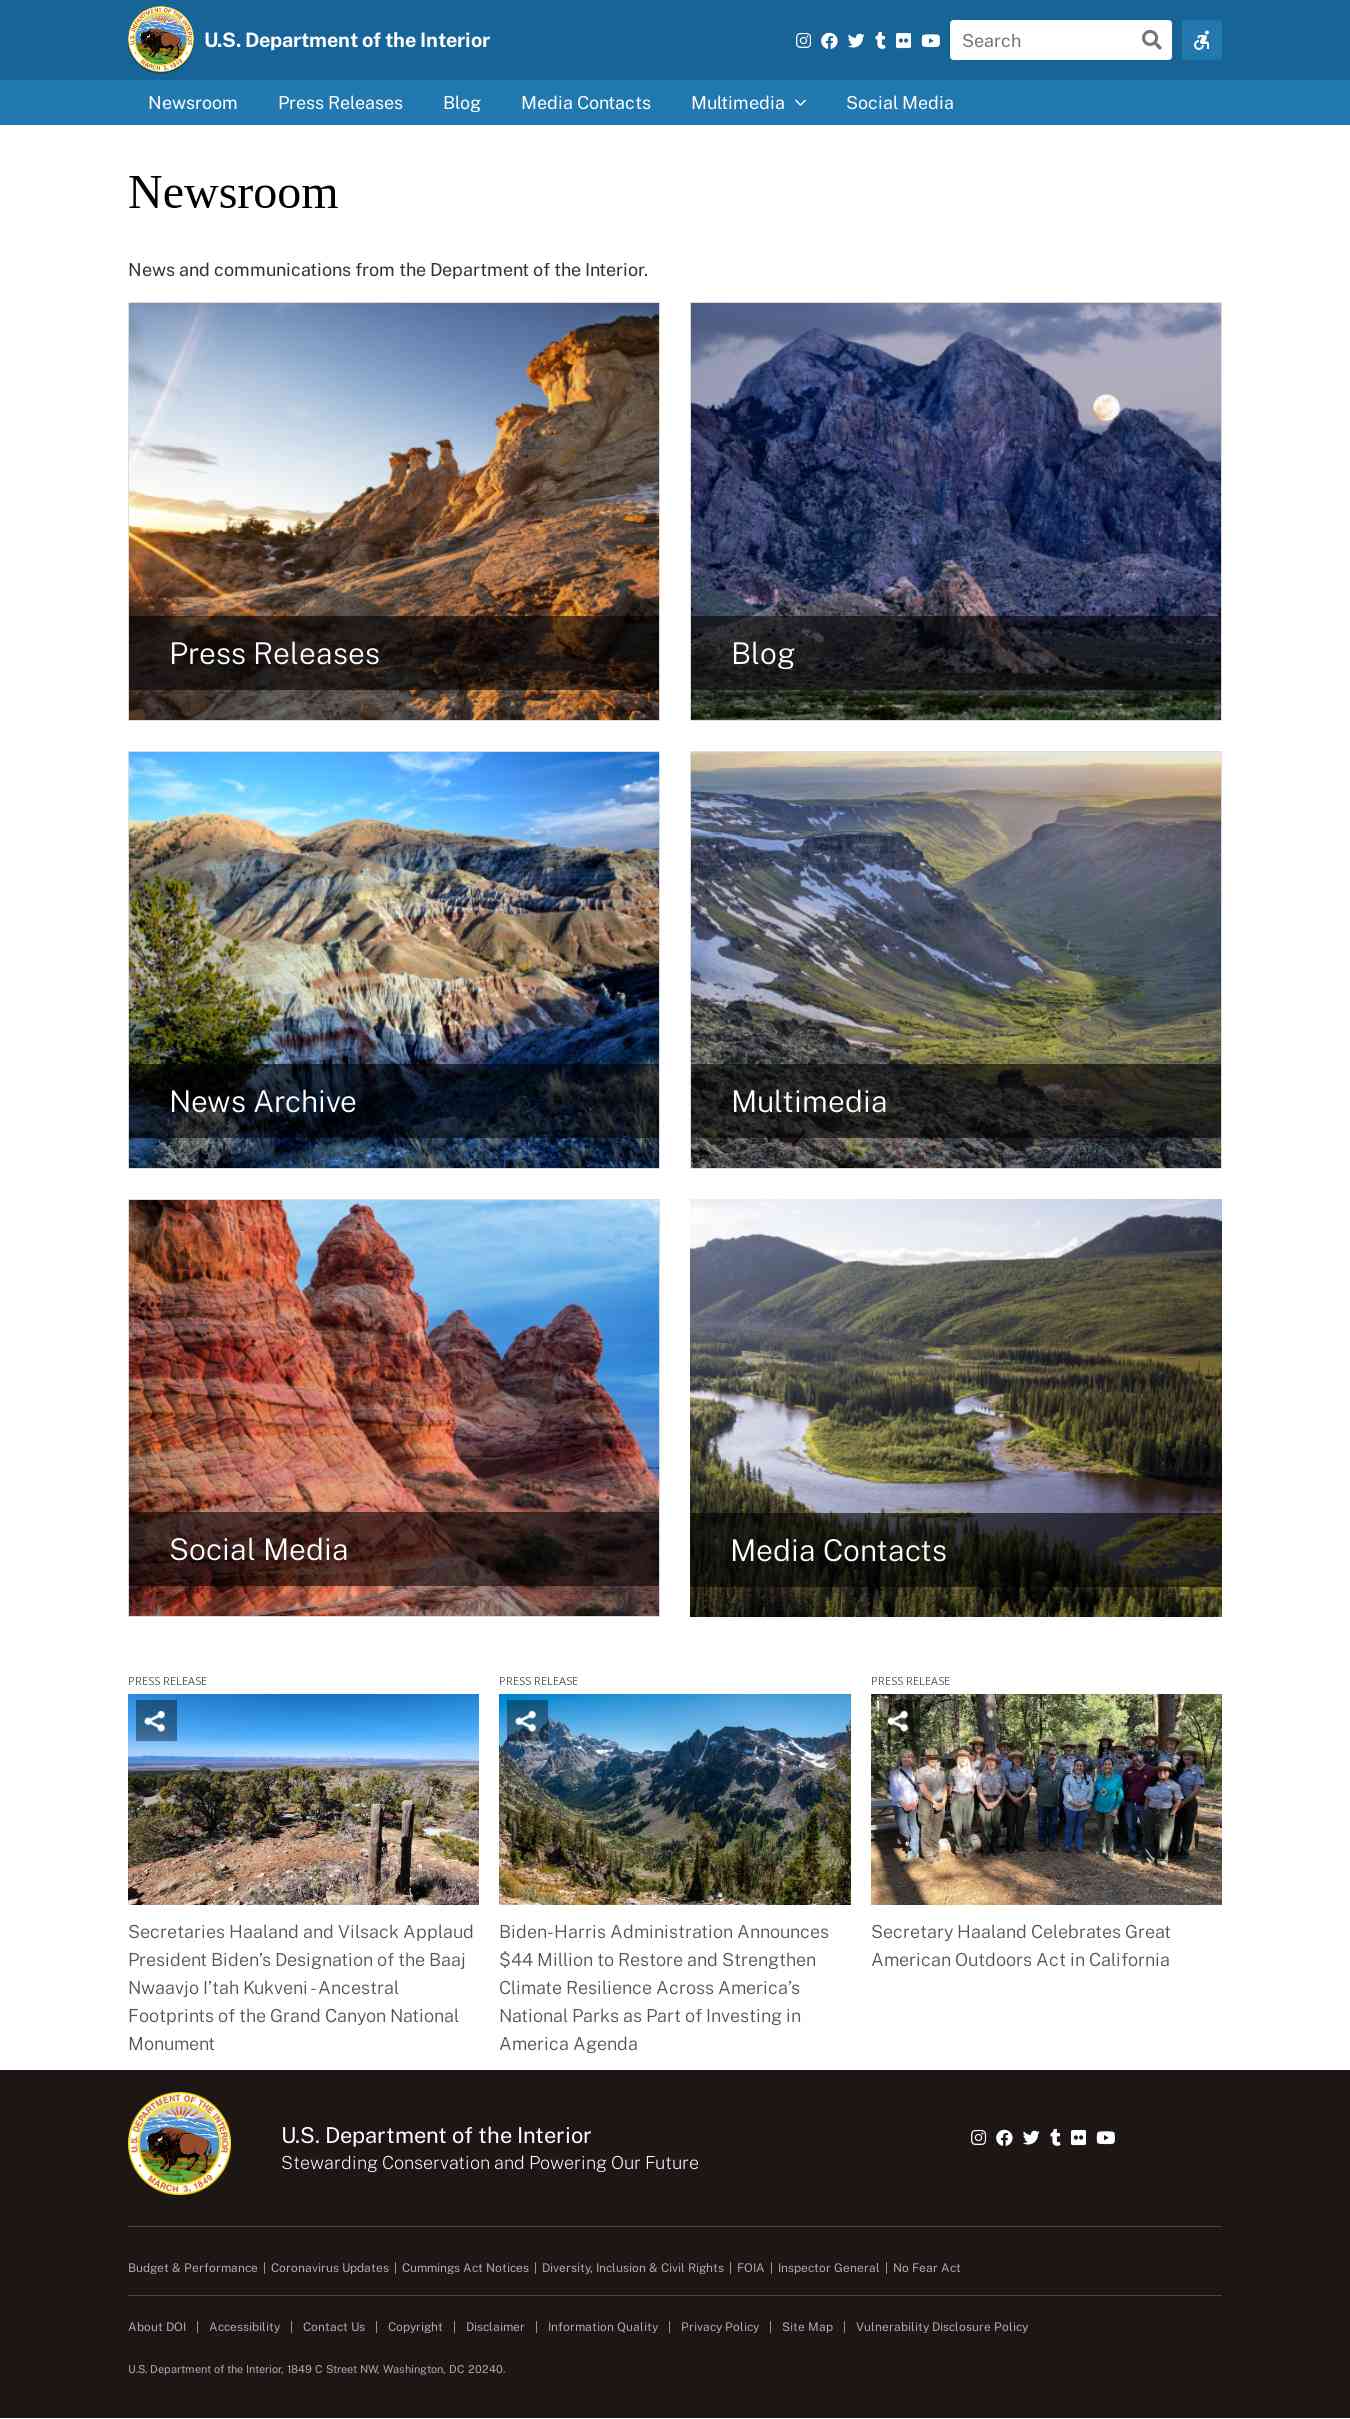 U.S. Department of the Interior
Search
Newsroom
Press Releases
Blog
Media Contacts
Multimedia
Social Media
Newsroom
News and communications from the Department of the Interior.
Press Releases
Blog
News Archive
Multimedia
Social Media
Media Contacts
PRESS RELEASE
Secretaries Haaland and Vilsack Applaud
President Biden’s Designation of the Baaj
Nwaavjo I’tah Kukveni - Ancestral
Footprints of the Grand Canyon National
Monument
PRESS RELEASE
Biden-Harris Administration Announces
$44 Million to Restore and Strengthen
Climate Resilience Across America’s
National Parks as Part of Investing in
America Agenda
PRESS RELEASE
Secretary Haaland Celebrates Great
American Outdoors Act in California
U.S. DEPARTMENT OF THE INTERIOR
MARCH 3, 1849
U.S. Department of the Interior
Stewarding Conservation and Powering Our Future
Budget & Performance | Coronavirus Updates | Cummings Act Notices | Diversity, Inclusion & Civil Rights | FOIA | Inspector General | No Fear Act
About DOI | Accessibility | Contact Us | Copyright | Disclaimer | Information Quality | Privacy Policy | Site Map | Vulnerability Disclosure Policy
U.S. Department of the Interior, 1849 C Street NW, Washington, DC 20240.